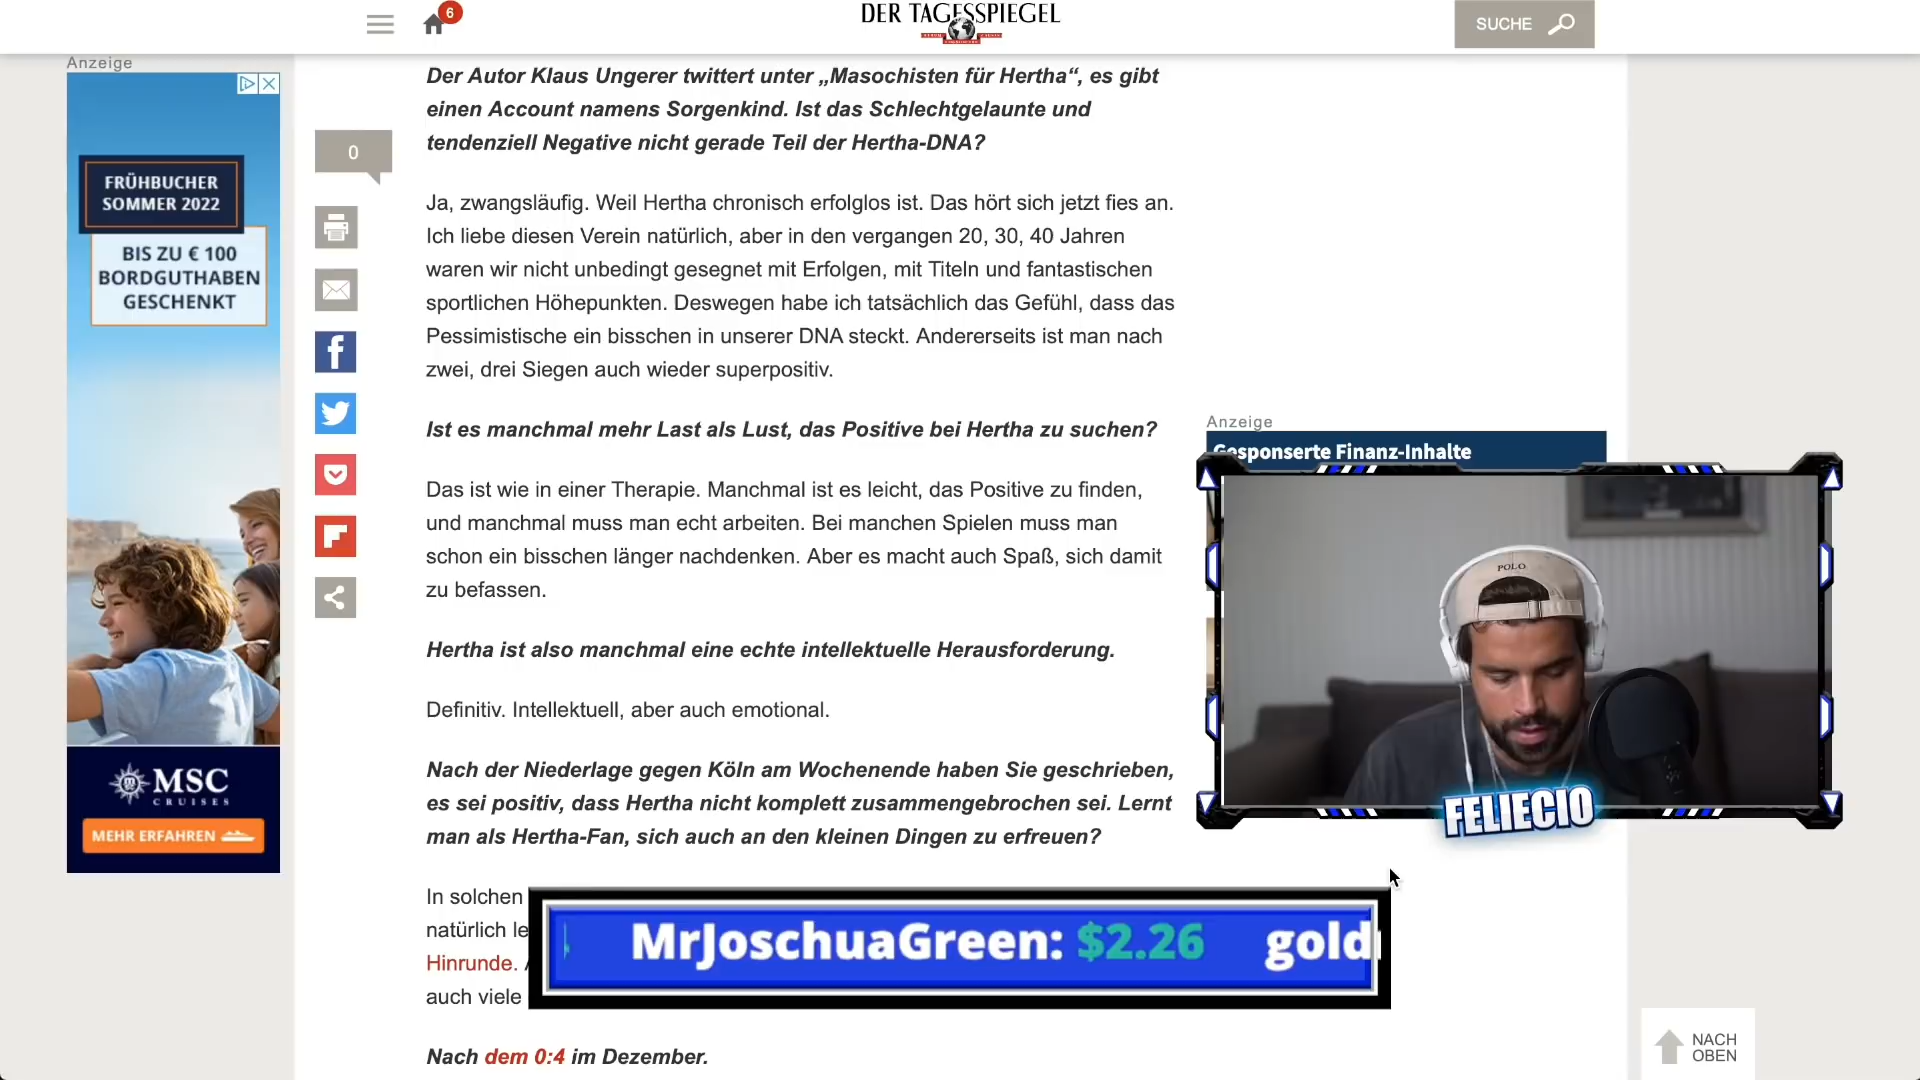 6
DER TAGESSPIEGEL
SUCHE
Anzeige
FRÜHBUCHER
SOMMER 2022
BIS ZU € 100
BORDGUTHABEN
GESCHENKT
MSC
CRUISES
MEHR ERFAHREN
0
Der Autor Klaus Ungerer twittert unter „Masochisten für Hertha“, es gibt
einen Account namens Sorgenkind. Ist das Schlechtgelaunte und
tendenziell Negative nicht gerade Teil der Hertha-DNA?
Ja, zwangsläufig. Weil Hertha chronisch erfolglos ist. Das hört sich jetzt fies an.
Ich liebe diesen Verein natürlich, aber in den vergangen 20, 30, 40 Jahren
waren wir nicht unbedingt gesegnet mit Erfolgen, mit Titeln und fantastischen
sportlichen Höhepunkten. Deswegen habe ich tatsächlich das Gefühl, dass das
Pessimistische ein bisschen in unserer DNA steckt. Andererseits ist man nach
zwei, drei Siegen auch wieder superpositiv.
Ist es manchmal mehr Last als Lust, das Positive bei Hertha zu suchen?
Das ist wie in einer Therapie. Manchmal ist es leicht, das Positive zu finden,
und manchmal muss man echt arbeiten. Bei manchen Spielen muss man
schon ein bisschen länger nachdenken. Aber es macht auch Spaß, sich damit
zu befassen.
Hertha ist also manchmal eine echte intellektuelle Herausforderung.
Definitiv. Intellektuell, aber auch emotional.
Nach der Niederlage gegen Köln am Wochenende haben Sie geschrieben,
es sei positiv, dass Hertha nicht komplett zusammengebrochen sei. Lernt
man als Hertha-Fan, sich auch an den kleinen Dingen zu erfreuen?
In solchen
natürlich le
Hinrunde.
auch viele
Nach dem 0:4 im Dezember.
Anzeige
Gesponserte Finanz-Inhalte
POLO
FELIECIO
MrJoschuaGreen: $2.26 gold
NACH
OBEN